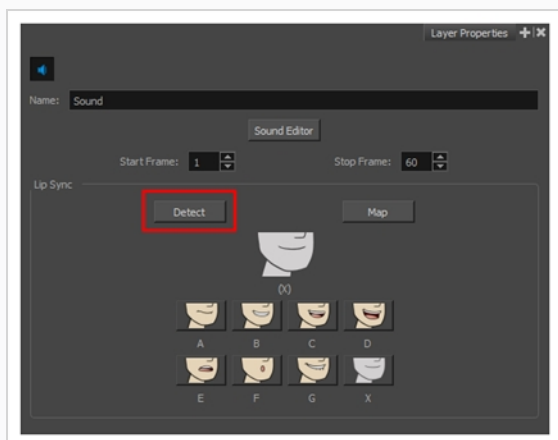 Layer Properties
Name: Sound
Sound Editor
Start Frame: 1 Stop Frame: 60
Lip Sync
Detect Map
(X)
A B C D
E F G X